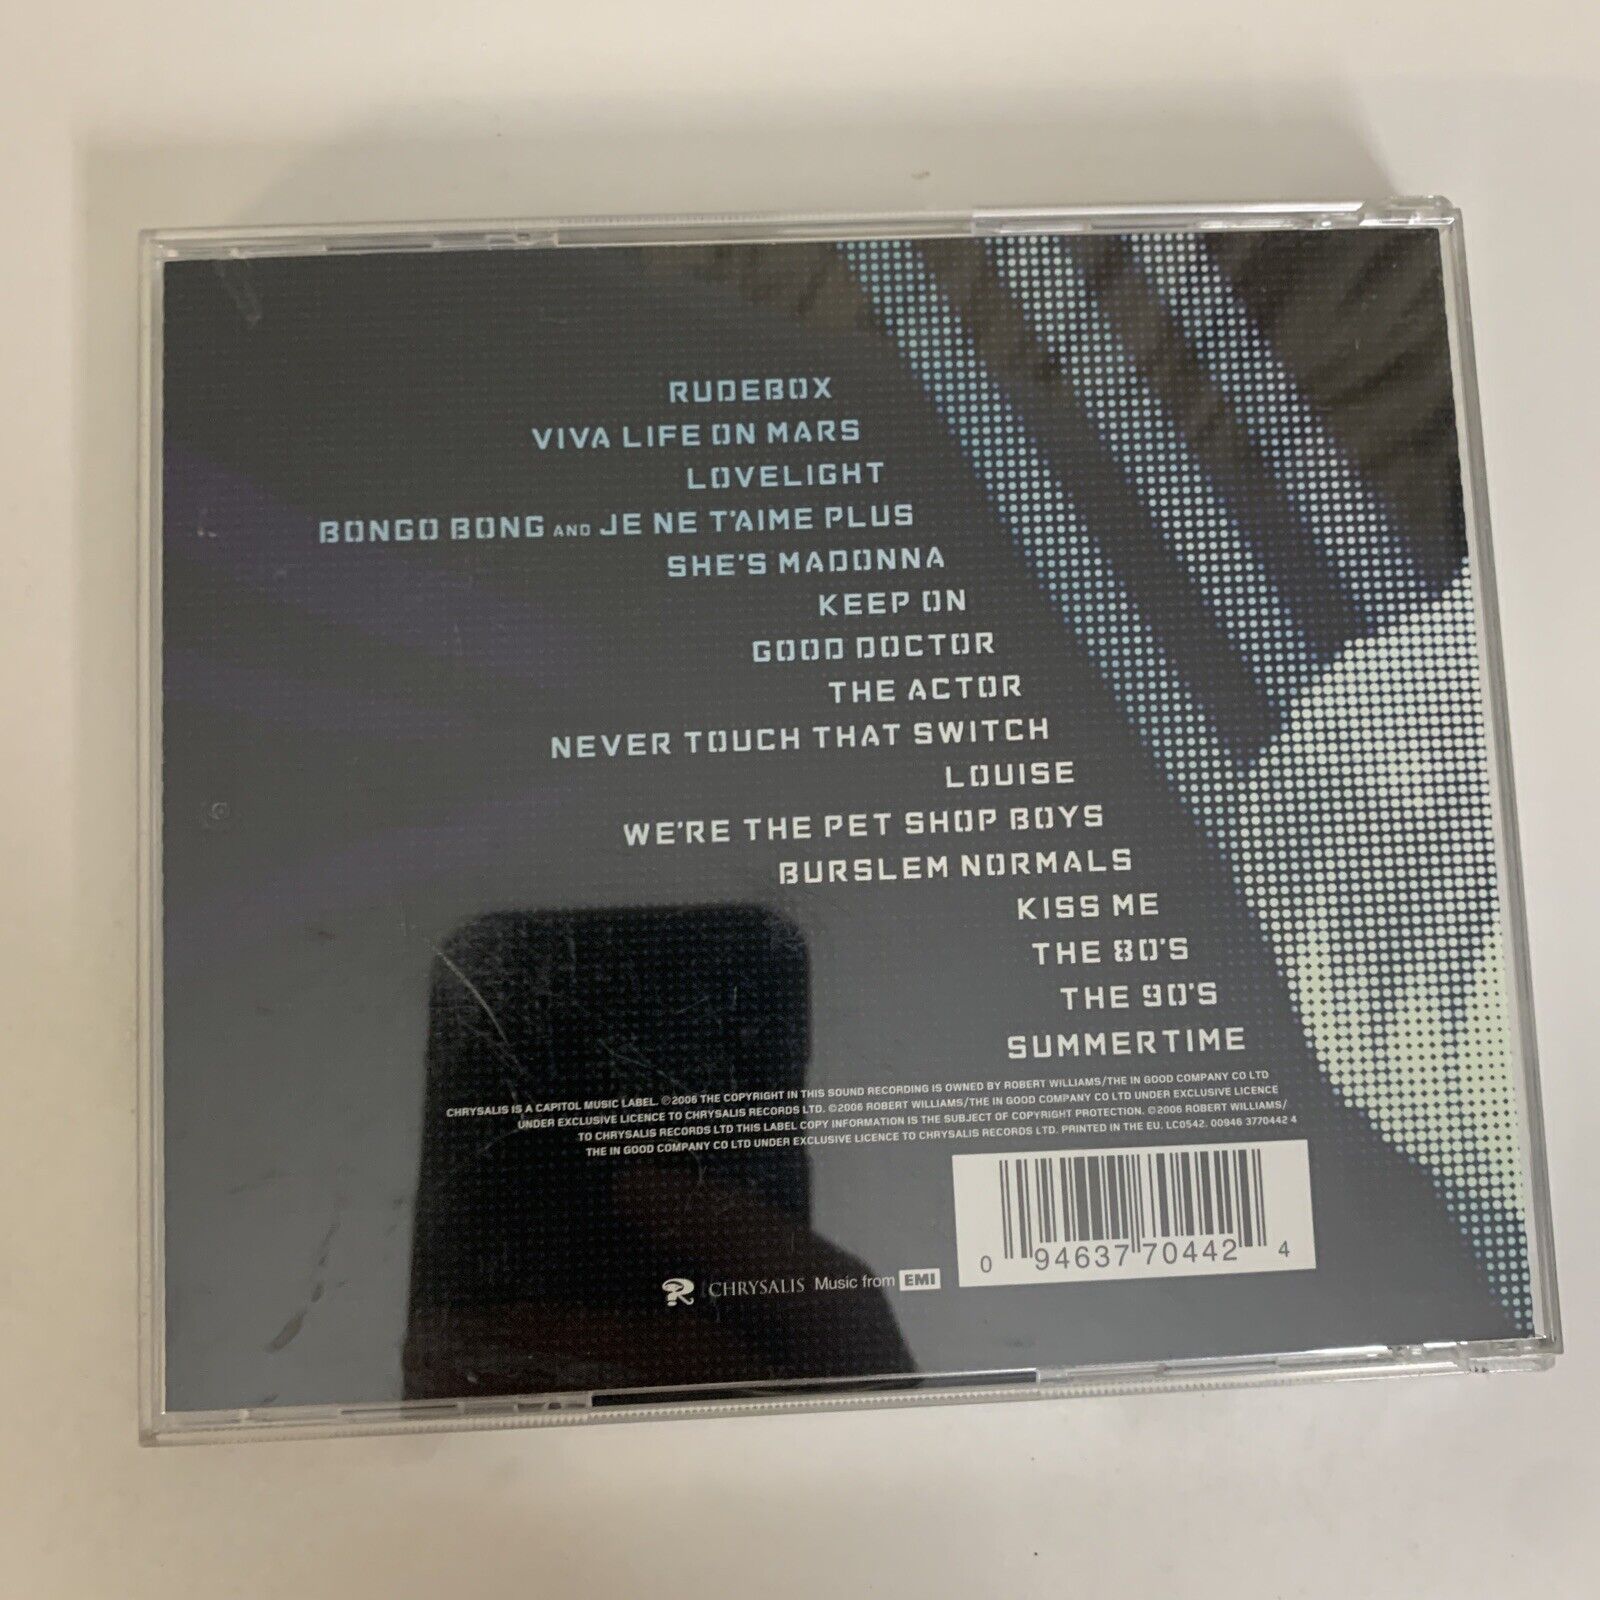 RUDEBOX
VIVA LIFE ON MARS
LOVELIGHT
BONGO BONG AND JE NE T'AIME PLUS
SHE'S MADONNA
KEEP ON
GOOD DOCTOR
THE ACTOR
NEVER TOUCH THAT SWITCH
LOUISE
WE'RE THE PET SHOP BOYS
BURSLEM NORMALS
KISS ME
THE 80'S
THE 90'S
SUMMERTIME
CHRYSALIS IS A CAPITOL MUSIC LABEL. ℗2006 THE COPYRIGHT IN THIS SOUND RECORDING IS OWNED BY ROBERT WILLIAMS/THE IN GOOD COMPANY CO LTD
UNDER EXCLUSIVE LICENCE TO CHRYSALIS RECORDS LTD. ©2006 ROBERT WILLIAMS/THE IN GOOD COMPANY CO LTD UNDER EXCLUSIVE LICENCE
TO CHRYSALIS RECORDS LTD THIS LABEL COPY INFORMATION IS THE SUBJECT OF COPYRIGHT PROTECTION. ©2006 ROBERT WILLIAMS/
THE IN GOOD COMPANY CO LTD UNDER EXCLUSIVE LICENCE TO CHRYSALIS RECORDS LTD. PRINTED IN THE EU. LC0542. 00946 3770442 4
0 94637 70442 4
CHRYSALIS Music from EMI